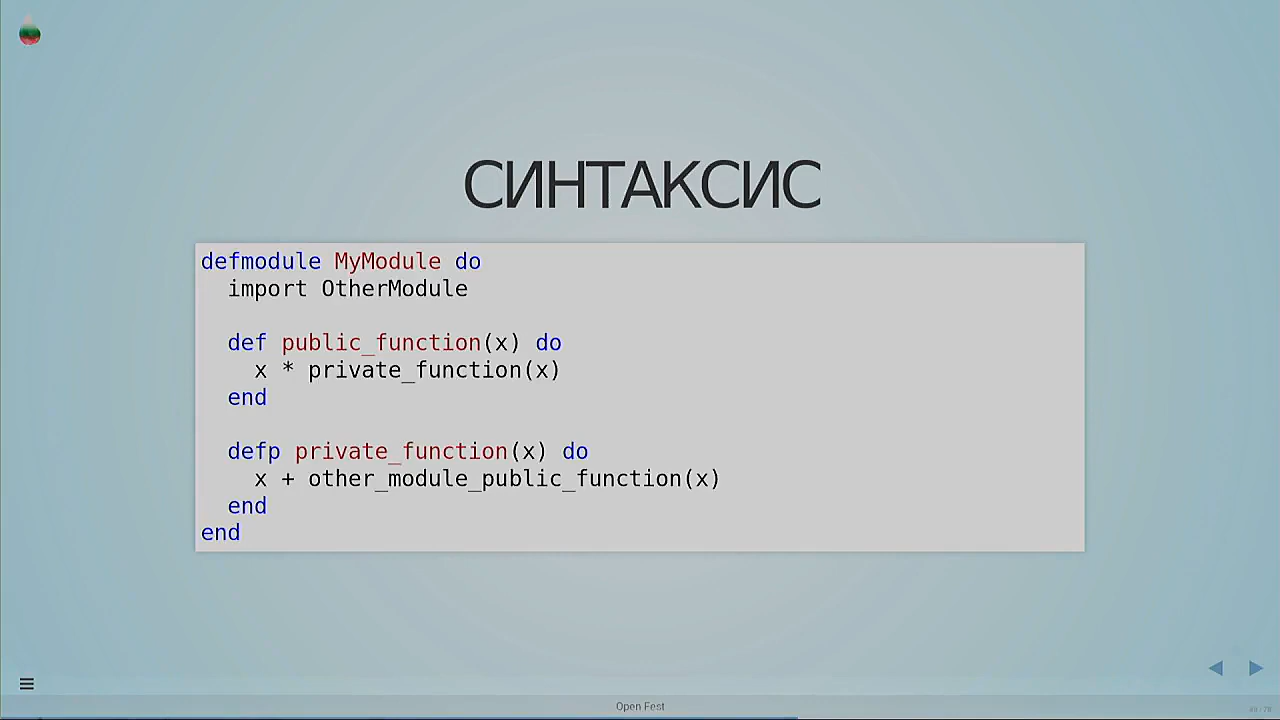 СИНТАКСИС
defmodule MyModule do
  import OtherModule

  def public_function(x) do
    x * private_function(x)
  end

  defp private_function(x) do
    x + other_module_public_function(x)
  end
end
Open Fest